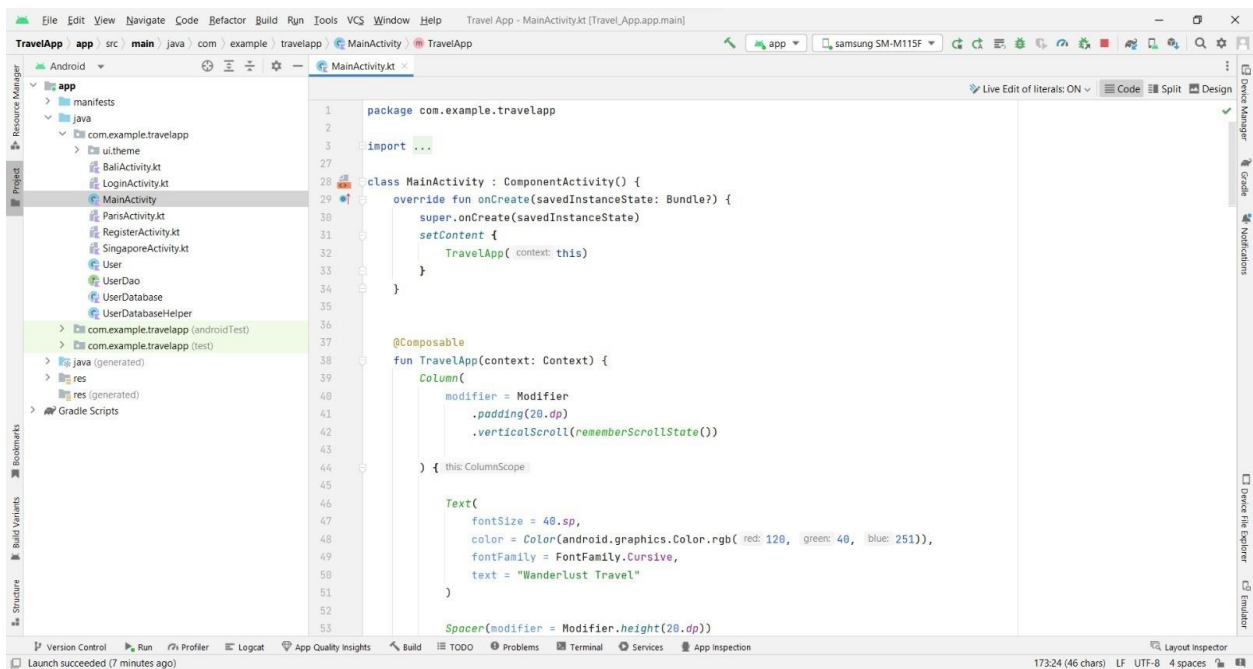 File Edit View Navigate Code Refactor Build Run Tools VCS Window Help Travel App - MainActivity.kt [Travel_App.app.main]
TravelApp app src main java com example travelapp MainActivity TravelApp app samsung SM-M115F
Android MainActivity.kt
Live Edit of literals: ON Code Split Design
Resource Manager
Project
Bookmarks
Build Variants
Structure
app
manifests
java
com.example.travelapp
ui.theme
BaliActivity.kt
LoginActivity.kt
MainActivity
ParisActivity.kt
RegisterActivity.kt
SingaporeActivity.kt
User
UserDao
UserDatabase
UserDatabaseHelper
com.example.travelapp (androidTest)
com.example.travelapp (test)
java (generated)
res
res (generated)
Gradle Scripts
1 package com.example.travelapp
2
3 import ...
27
28 class MainActivity : ComponentActivity() {
29 override fun onCreate(savedInstanceState: Bundle?) {
30 super.onCreate(savedInstanceState)
31 setContent {
32 TravelApp( context: this)
33 }
34 }
35
36
37 @Composable
38 fun TravelApp(context: Context) {
39 Column(
40 modifier = Modifier
41 .padding(20.dp)
42 .verticalScroll(rememberScrollState())
43
44 ) { this: ColumnScope
45
46 Text(
47 fontSize = 40.sp,
48 color = Color(android.graphics.Color.rgb( red: 120, green: 40, blue: 251)),
49 fontFamily = FontFamily.Cursive,
50 text = "Wanderlust Travel"
51 )
52
53 Spacer(modifier = Modifier.height(20.dp))
Device Manager
Gradle
Notifications
Device File Explorer
Emulator
Version Control Run Profiler Logcat App Quality Insights Build TODO Problems Terminal Services App Inspection Layout Inspector
Launch succeeded (7 minutes ago) 173:24 (46 chars) LF UTF-8 4 spaces